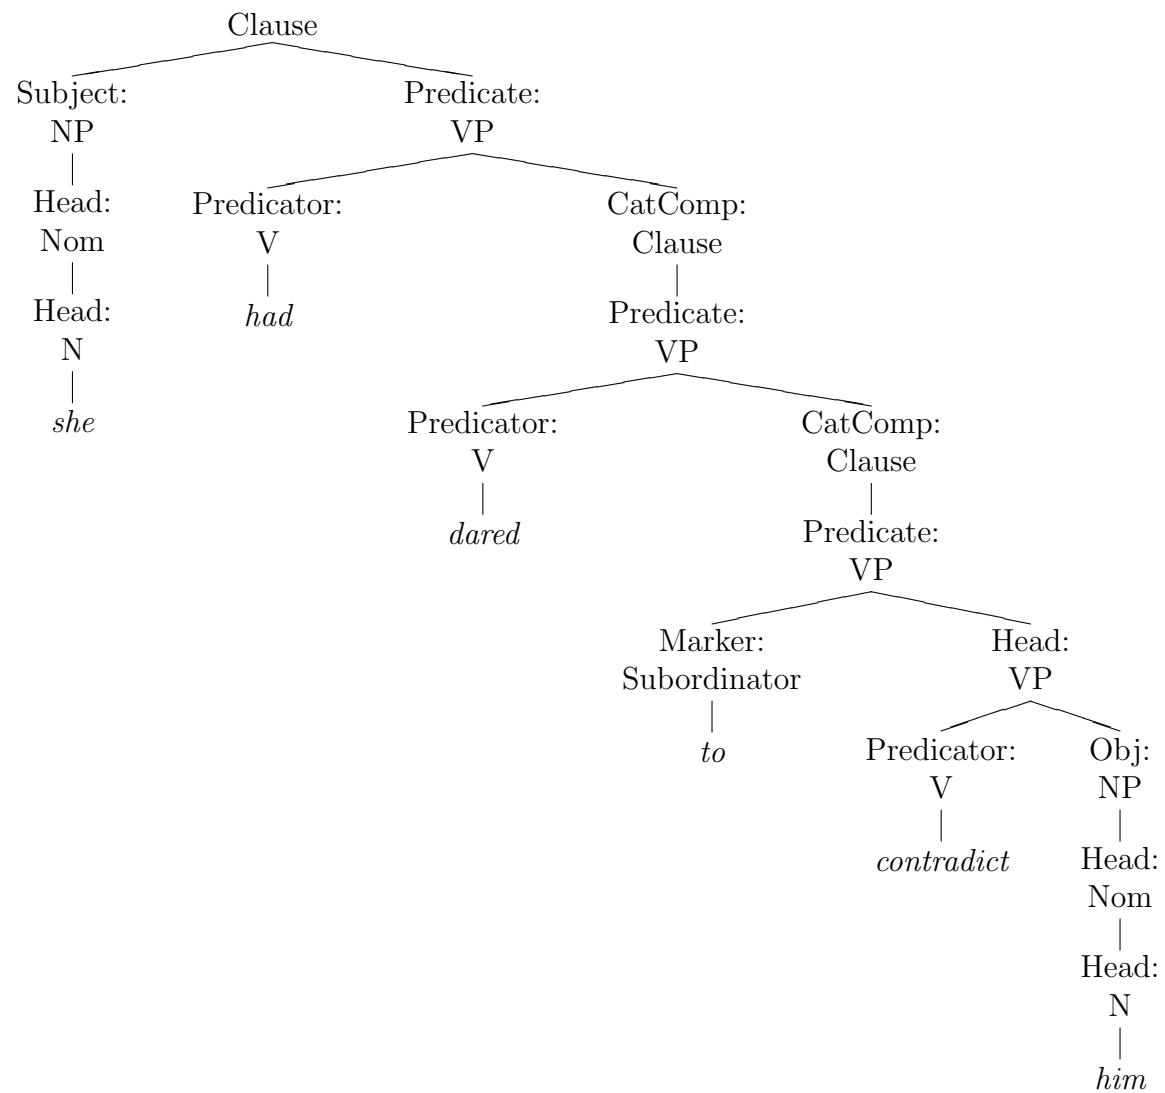 Clause
Subject: Predicate:
NP VP
Head: Predicator: CatComp:
Nom V Clause
Head: had Predicate:
N VP
she Predicator: CatComp:
V Clause
dared Predicate:
VP
Marker: Head:
Subordinator VP
to Predicator: Obj:
V NP
contradict Head:
Nom
Head:
N
him